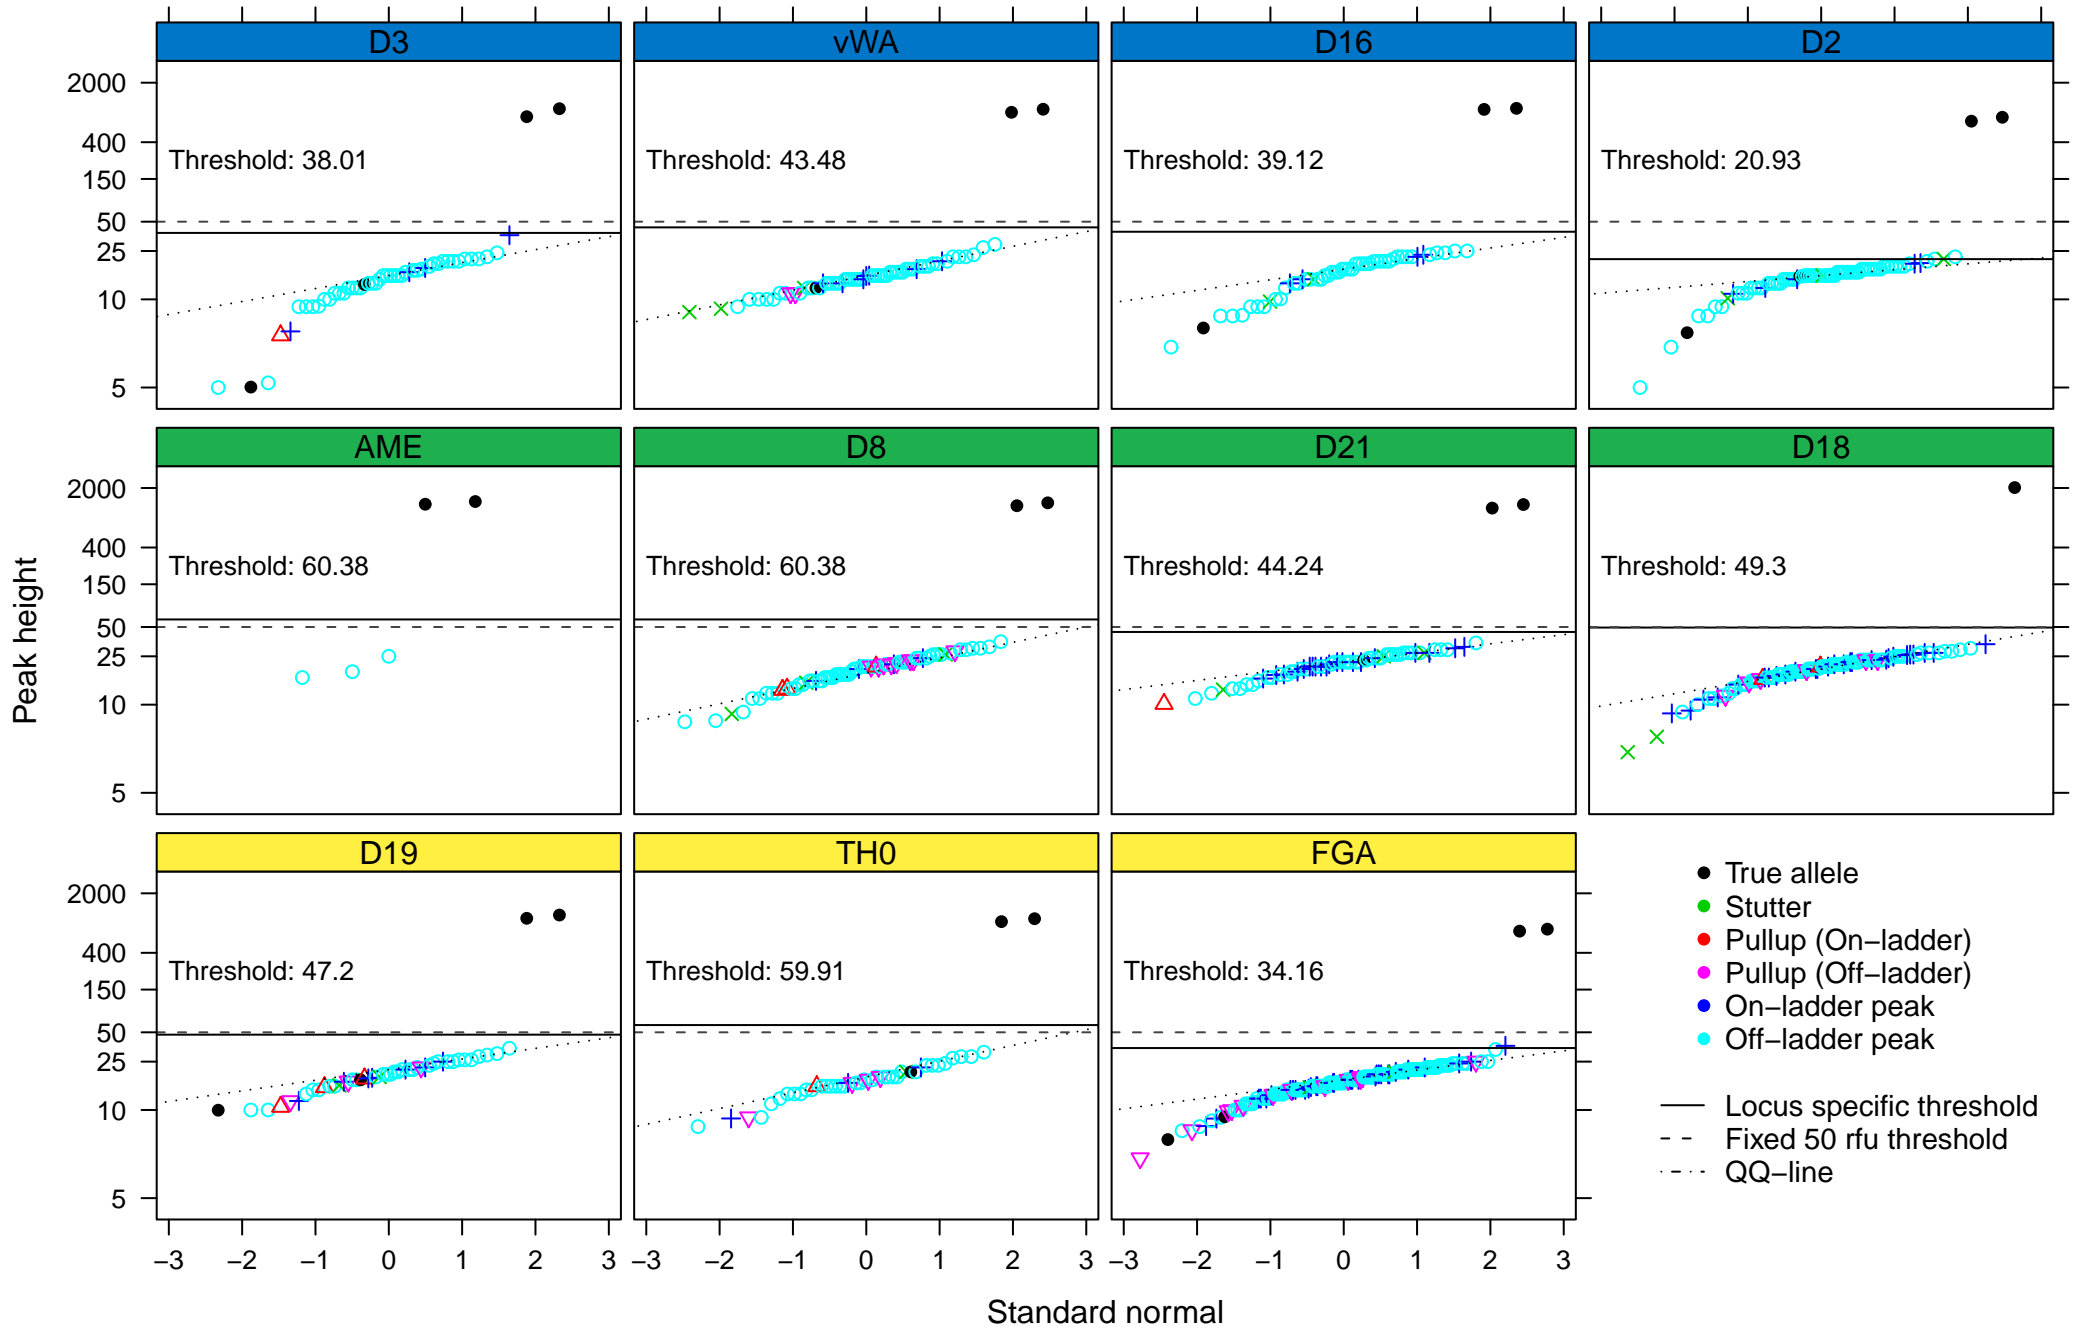 D3 vWA D16 D2
2000
400
150
50
25
10
5
Threshold: 38.01 Threshold: 43.48 Threshold: 39.12 Threshold: 20.93
AME D8 D21 D18
2000
400
150
50
25
10
5
Threshold: 60.38 Threshold: 60.38 Threshold: 44.24 Threshold: 49.3
Peak height
D19 TH0 FGA
2000
400
150
50
25
10
5
Threshold: 47.2 Threshold: 59.91 Threshold: 34.16
−3 −2 −1 0 1 2 3 −3 −2 −1 0 1 2 3 −3 −2 −1 0 1 2 3
Standard normal
True allele
Stutter
Pullup (On−ladder)
Pullup (Off−ladder)
On−ladder peak
Off−ladder peak
Locus specific threshold
Fixed 50 rfu threshold
QQ−line